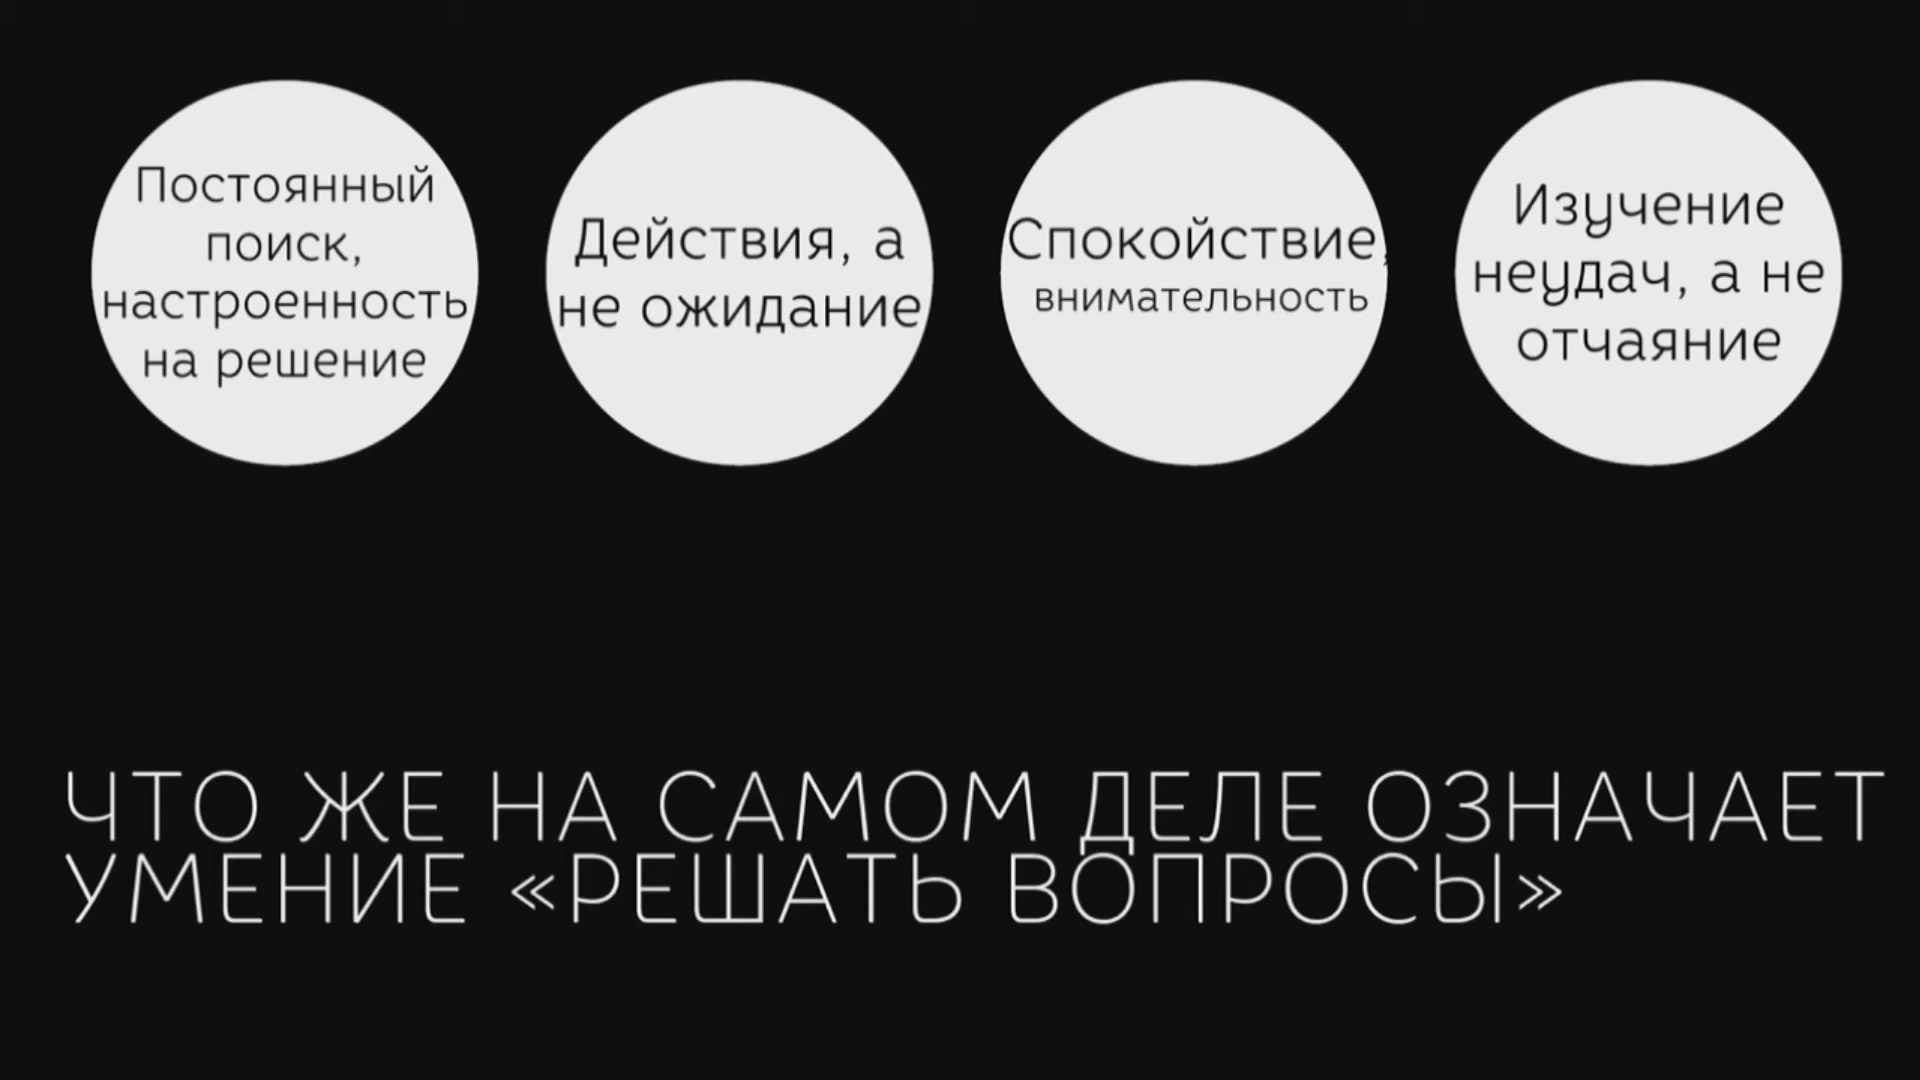 Постоянный
поиск,
настроенность
на решение
Действия, а
не ожидание
Спокойствие,
внимательность
Изучение
неудач, а не
отчаяние
ЧТО ЖЕ НА САМОМ ДЕЛЕ ОЗНАЧАЕТ
УМЕНИЕ «РЕШАТЬ ВОПРОСЫ»